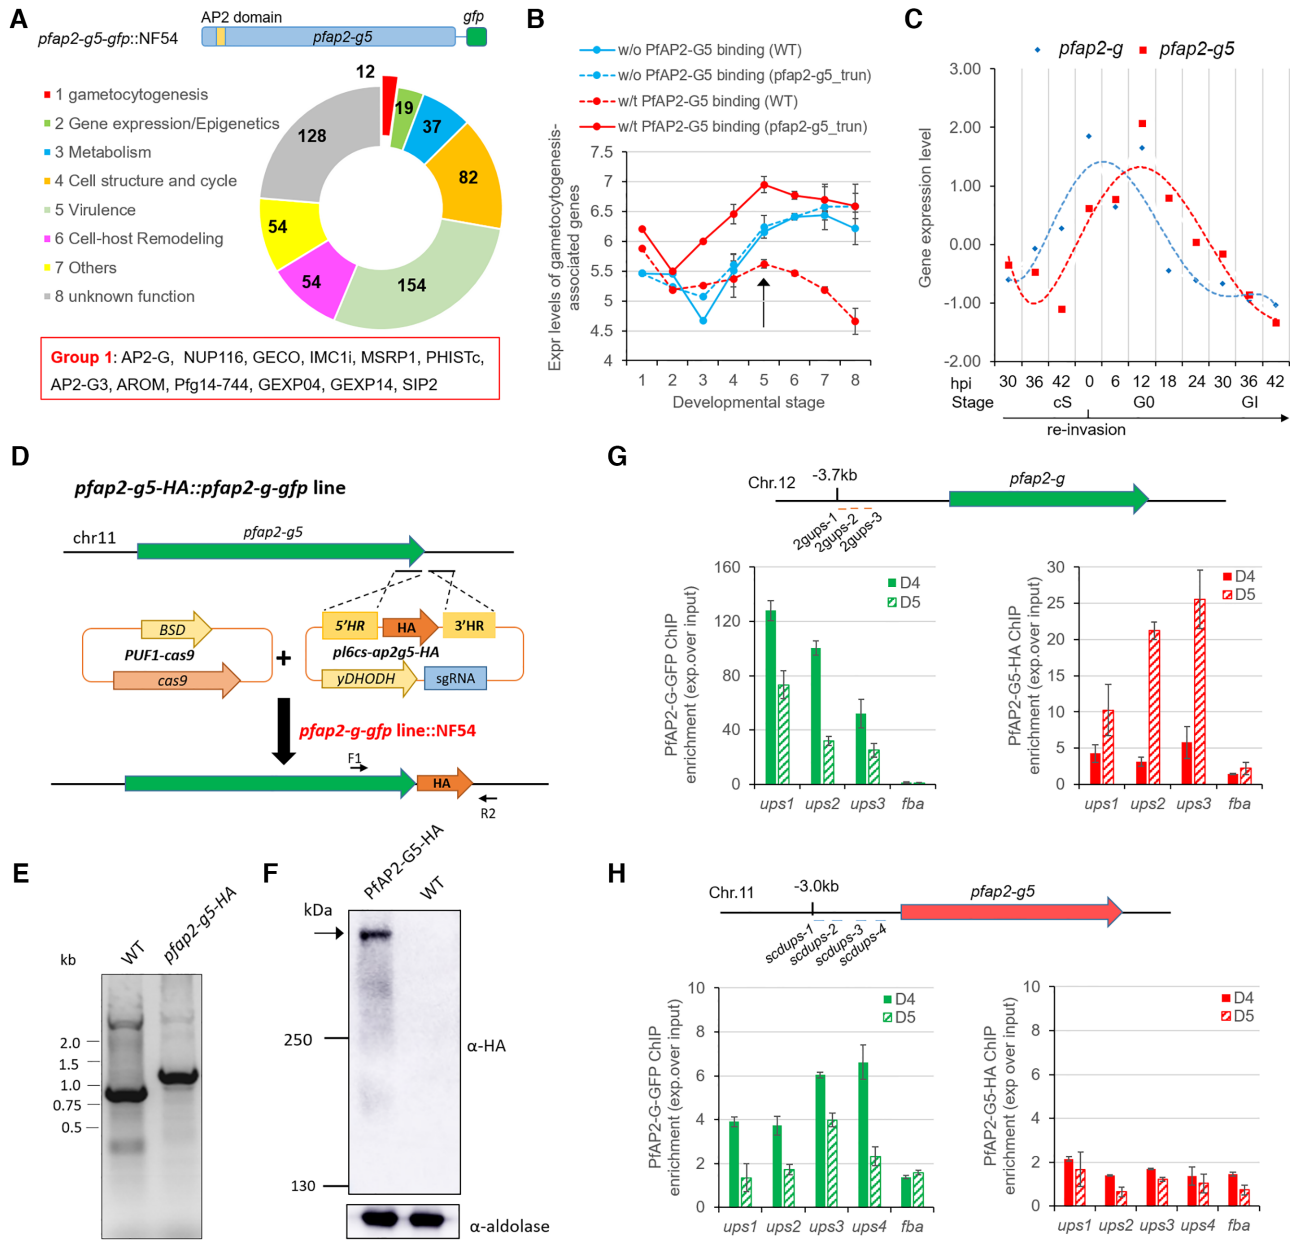 A
AP2 domain
gfp
pfap2-g5-gfp::NF54
pfap2-g5
1 gametocytogenesis
2 Gene expression/Epigenetics
3 Metabolism
4 Cell structure and cycle
5 Virulence
6 Cell-host Remodeling
7 Others
8 unknown function
12
19
37
82
154
54
54
128
Group 1: AP2-G, NUP116, GECO, IMC1i, MSRP1, PHISTc,
AP2-G3, AROM, Pfg14-744, GEXP04, GEXP14, SIP2
B
w/o PfAP2-G5 binding (WT)
w/o PfAP2-G5 binding (pfap2-g5_trun)
w/t PfAP2-G5 binding (WT)
w/t PfAP2-G5 binding (pfap2-g5_trun)
Expr levels of gametocytogenesis-
associated genes
7.5
7
6.5
6
5.5
5
4.5
4
1 2 3 4 5 6 7 8
Developmental stage
C
pfap2-g pfap2-g5
Gene expression level
3.00
2.00
1.00
0.00
-1.00
-2.00
hpi 30 36 42 0 6 12 18 24 30 36 42
Stage cS G0 GI
re-invasion
D
pfap2-g5-HA::pfap2-g-gfp line
chr11
pfap2-g5
BSD
PUF1-cas9
cas9
+
5'HR HA 3'HR
pl6cs-ap2g5-HA
yDHODH sgRNA
pfap2-g-gfp line::NF54
F1
HA
R2
E
WT
pfap2-g5-HA
kb
2.0
1.5
1.0
0.75
0.5
F
PfAP2-G5-HA
WT
kDa
250
130
α-HA
α-aldolase
G
Chr.12
-3.7kb
pfap2-g
2gups-1
2gups-2
2gups-3
PfAP2-G-GFP ChIP
enrichment (exp.over input)
160
120
80
40
0
D4
D5
ups1 ups2 ups3 fba
PfAP2-G5-HA ChIP
enrichment (exp.over input)
30
25
20
15
10
5
0
D4
D5
ups1 ups2 ups3 fba
H
Chr.11
-3.0kb
pfap2-g5
scdups-1
scdups-2
scdups-3
scdups-4
PfAP2-G-GFP ChIP
enrichment (exp.over input)
10
8
6
4
2
0
D4
D5
ups1 ups2 ups3 ups4 fba
PfAP2-G5-HA ChIP
enrichment (exp over input)
10
8
6
4
2
0
D4
D5
ups1 ups2 ups3 ups4 fba